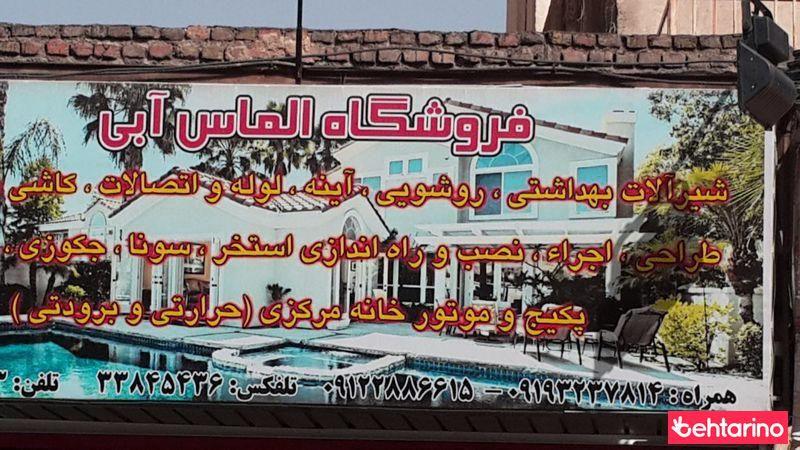 فروشگاه الماس آبی
شیرآلات بهداشتی ، روشویی ، آینه ، لوله و اتصالات ، کاشی
طراحی ، اجراء ، نصب و راه اندازی استخر ، سونا ، جکوزی ،
پکیج و موتور خانه مرکزی (حرارتی و برودتی )
همراه : ۰۹۱۹۳۲۳۷۸۱۴ – ۰۹۱۲۲۸۸۶۶۱۵ تلفکس: ۳۳۸۴۵۴۳۶ تلفن: ۳
behtarino